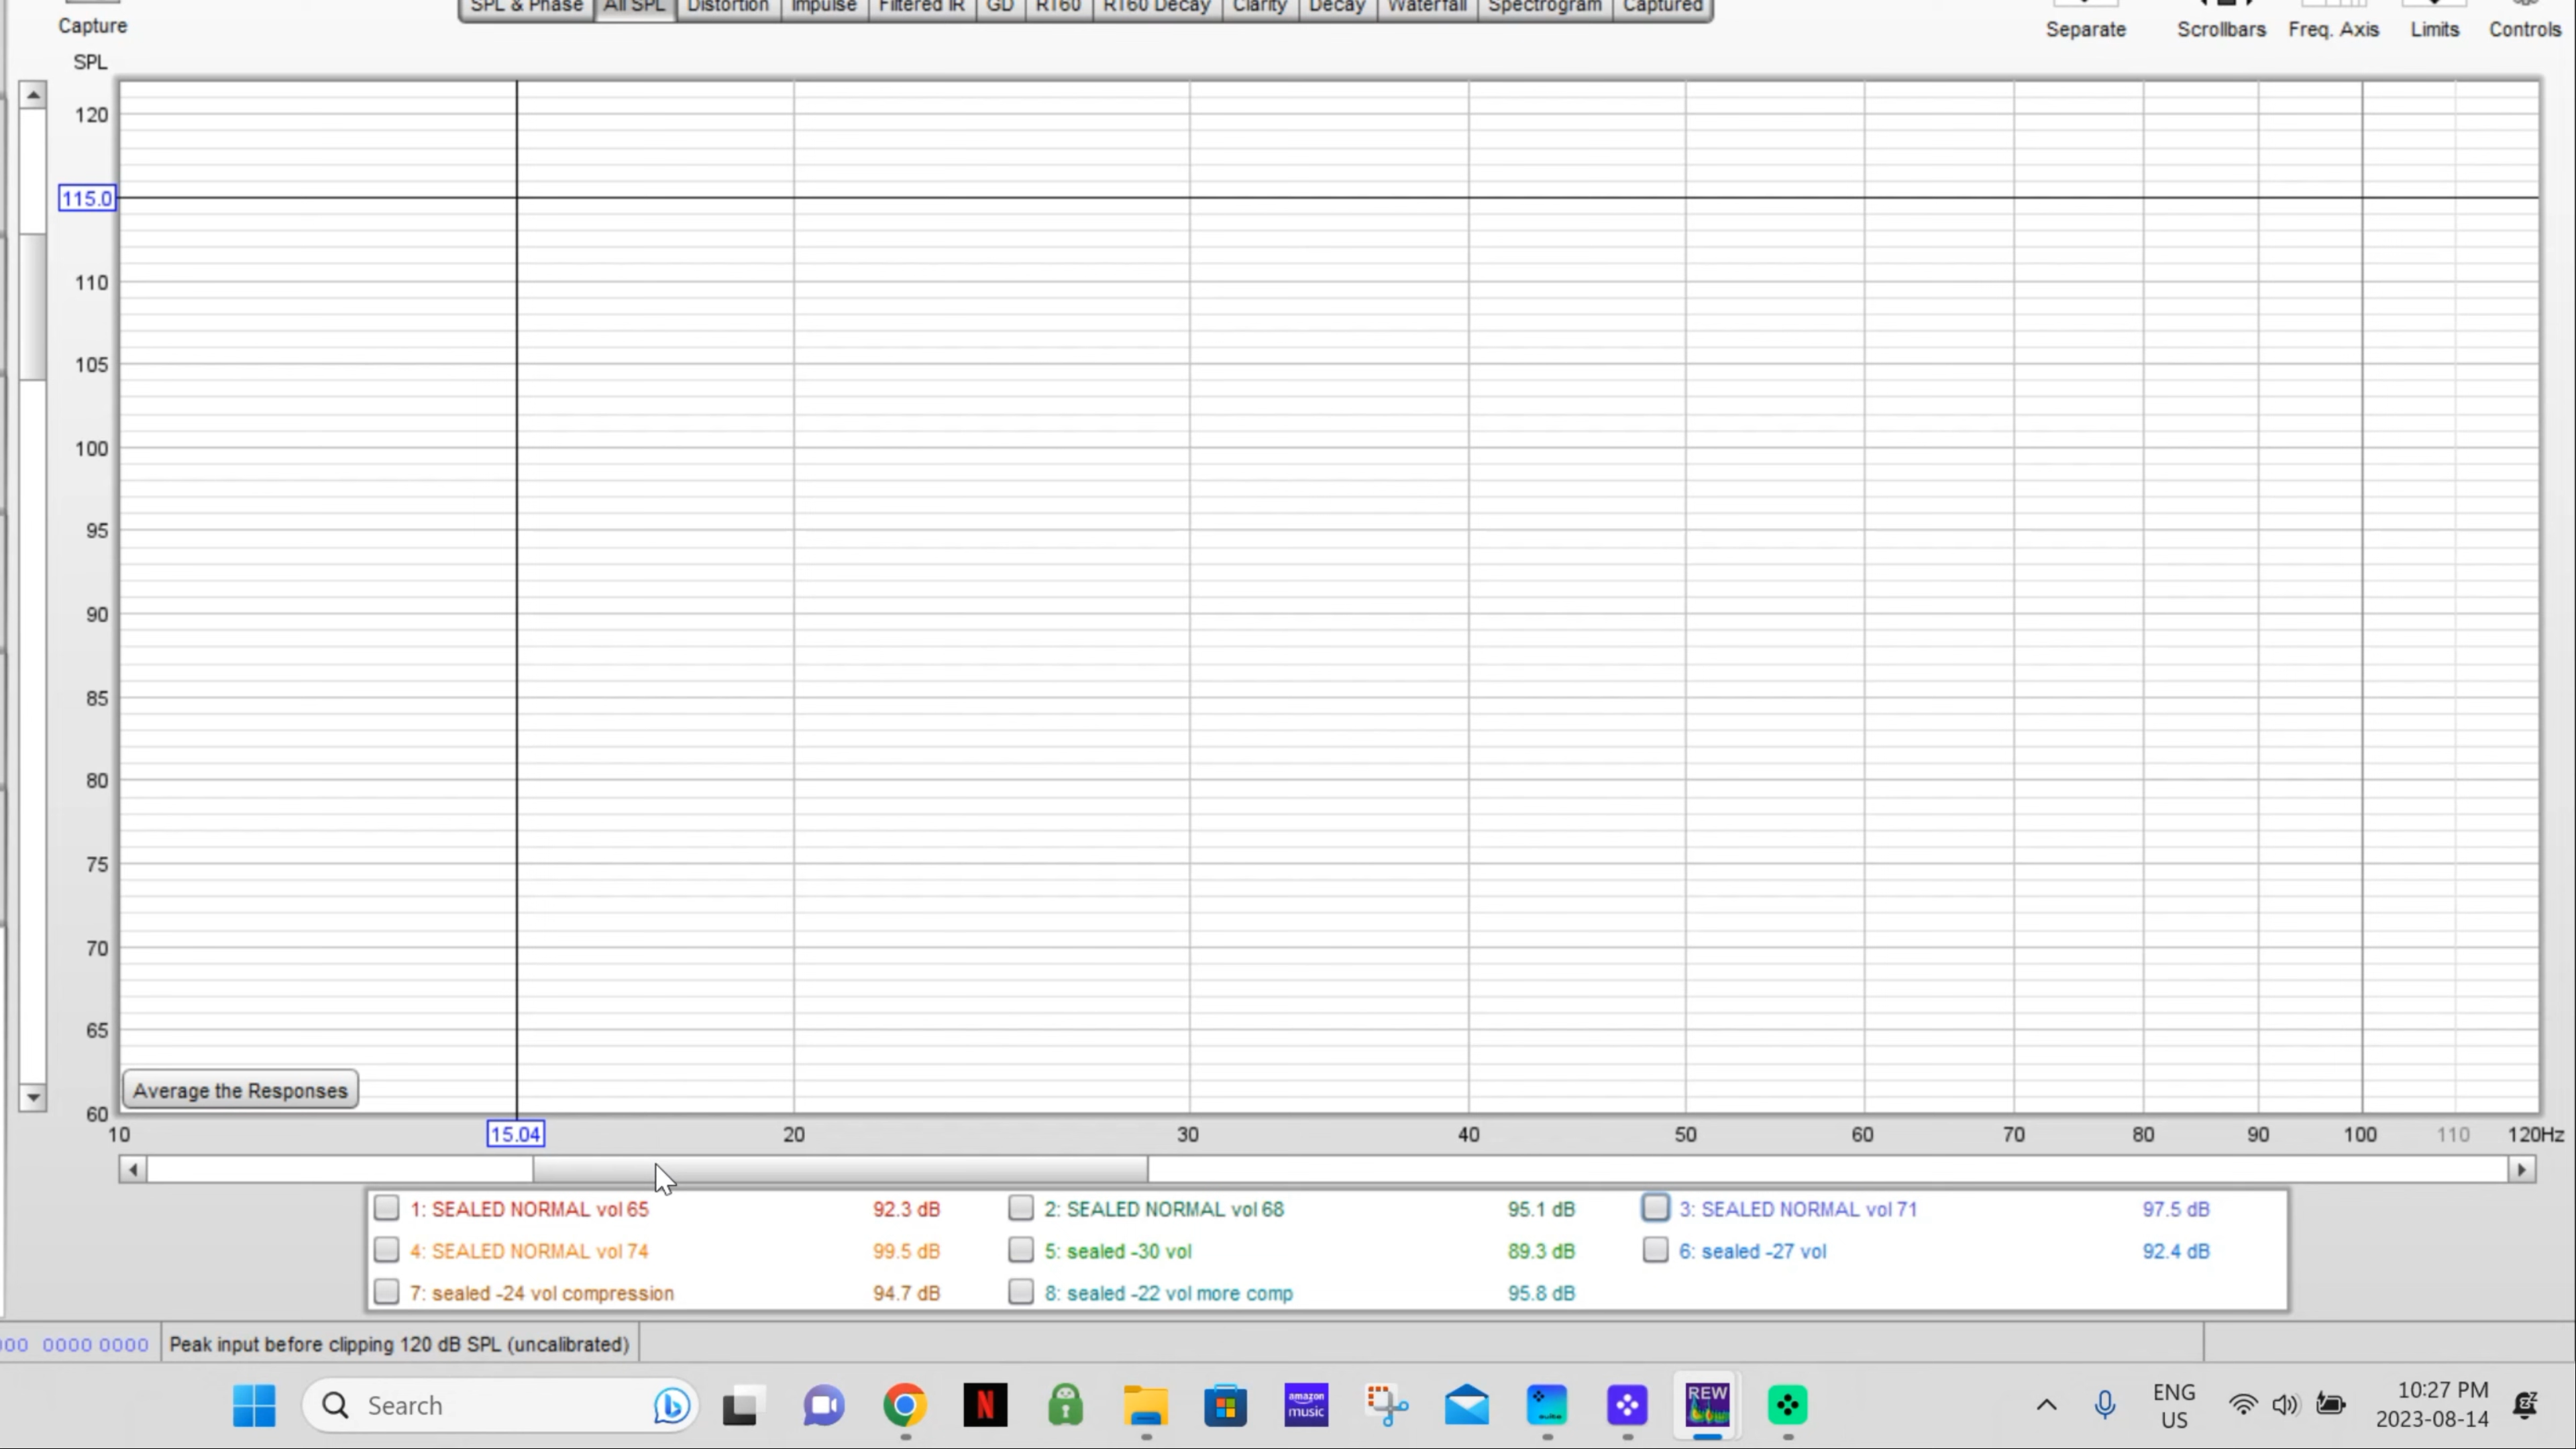 Capture
SPL & Phase All SPL Distortion Impulse Filtered IR GD RT60 RT60 Decay Clarity Decay Waterfall Spectrogram Captured
Separate Scrollbars Freq. Axis Limits Controls
SPL
120
115.0
110
105
100
95
90
85
80
75
70
65
Average the Responses
60
10 15.04 20 30 40 50 60 70 80 90 100 110 120Hz
1: SEALED NORMAL vol 65 92.3 dB 2: SEALED NORMAL vol 68 95.1 dB 3: SEALED NORMAL vol 71 97.5 dB
4: SEALED NORMAL vol 74 99.5 dB 5: sealed -30 vol 89.3 dB 6: sealed -27 vol 92.4 dB
7: sealed -24 vol compression 94.7 dB 8: sealed -22 vol more comp 95.8 dB
000 0000 0000 Peak input before clipping 120 dB SPL (uncalibrated)
Search
N
amazon music
suite
REW
ENG US
10:27 PM
2023-08-14